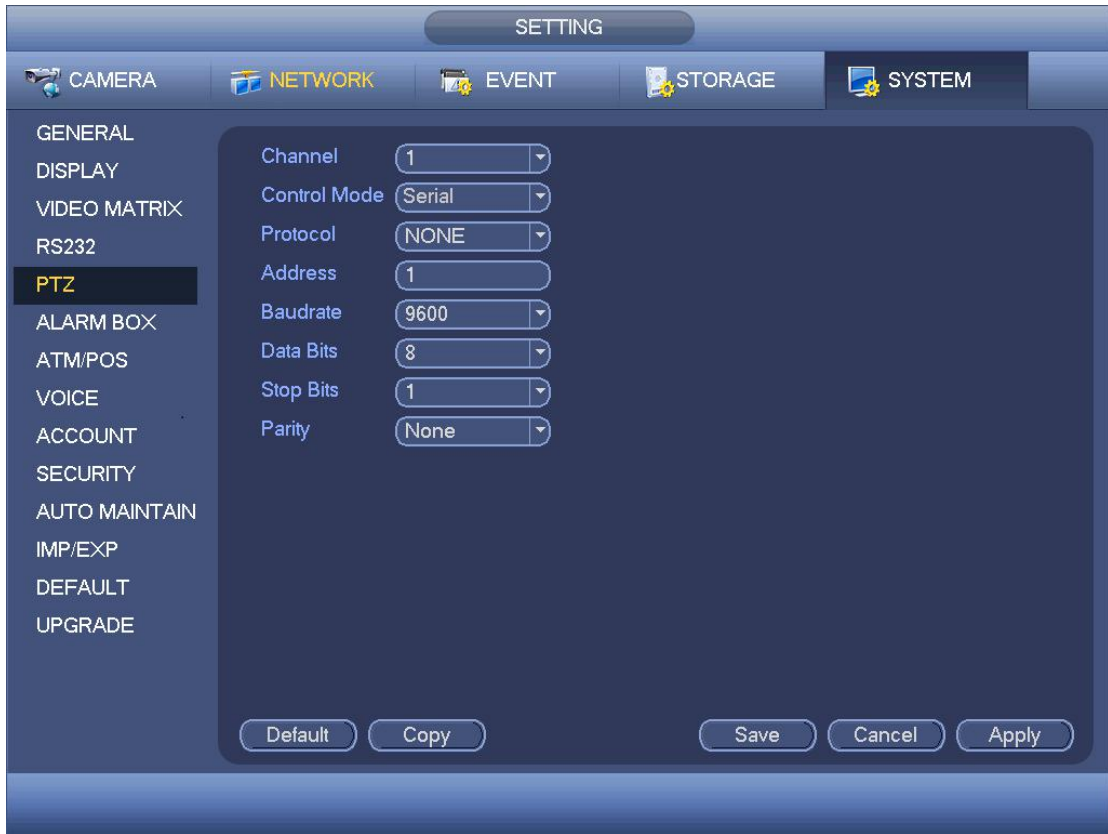 SETTING
CAMERA NETWORK EVENT STORAGE SYSTEM
GENERAL
DISPLAY
VIDEO MATRIX
RS232
PTZ
ALARM BOX
ATM/POS
VOICE
ACCOUNT
SECURITY
AUTO MAINTAIN
IMP/EXP
DEFAULT
UPGRADE
Channel 1
Control Mode Serial
Protocol NONE
Address 1
Baudrate 9600
Data Bits 8
Stop Bits 1
Parity None
Default Copy Save Cancel Apply